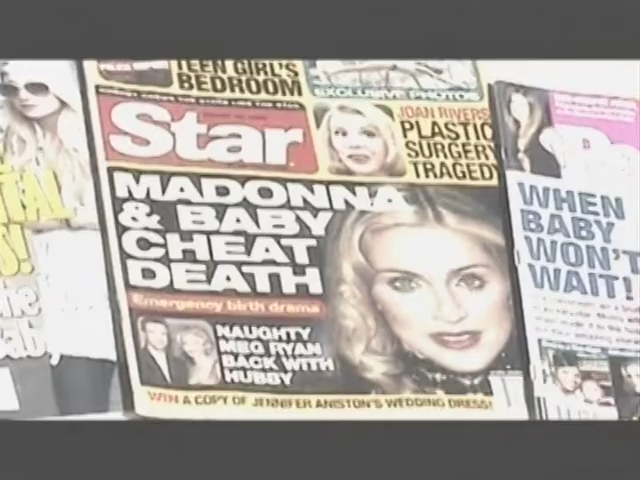 TEEN GIRL'S
BEDROOM
EXCLUSIVE PHOTOS
Star
JOAN RIVERS
PLASTIC
SURGERY
TRAGEDY
MADONNA
& BABY
CHEAT
DEATH
Emergency birth drama
NAUGHTY
MEG RYAN
BACK WITH
HUBBY
WIN A COPY OF JENNIFER ANISTON'S WEDDING DRESS!
WHEN
BABY
WON'T
WAIT!